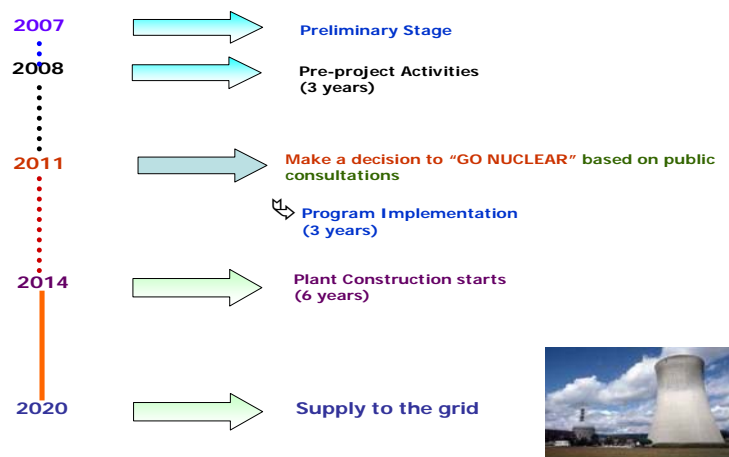 2007
Preliminary Stage
2008
Pre-project Activities
(3 years)
2011
Make a decision to “GO NUCLEAR” based on public
consultations
Program Implementation
(3 years)
2014
Plant Construction starts
(6 years)
2020
Supply to the grid